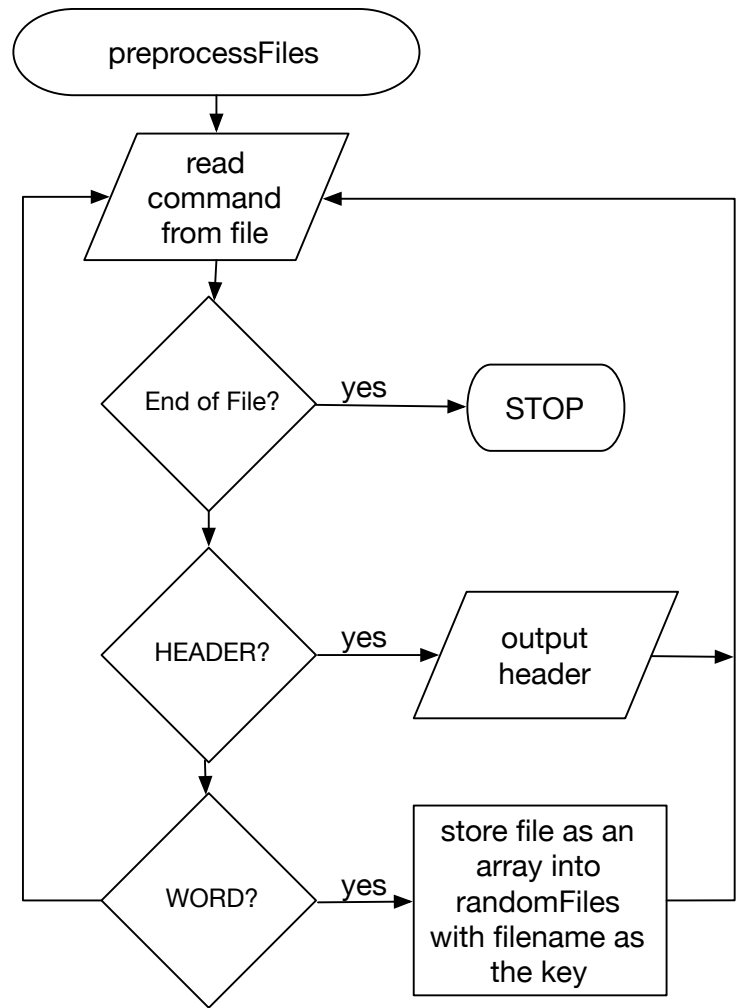 preprocessFiles
read
command
from file
End of File?
yes
STOP
HEADER?
yes
output
header
WORD?
yes
store file as an
array into
randomFiles
with filename as
the key